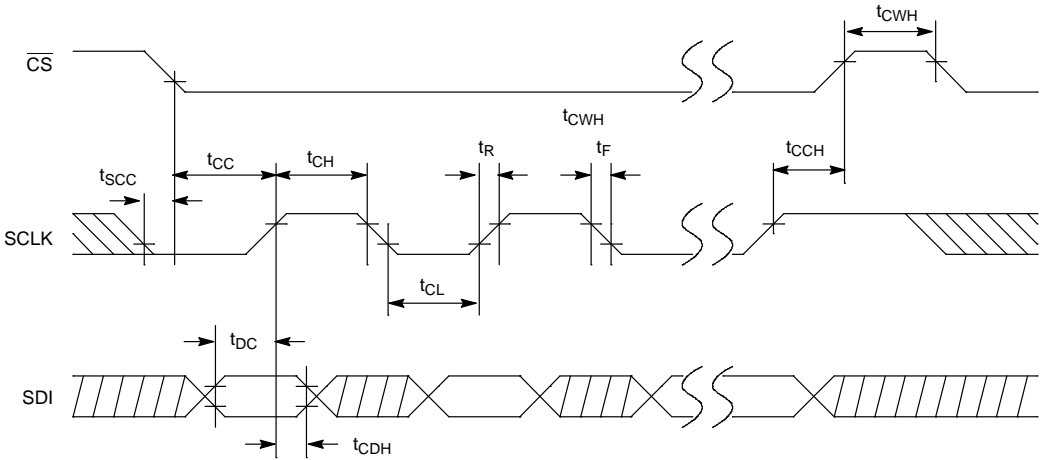 tCWH
CS
tCWH
tCC
tCH
tR
tF
tCCH
tSCC
SCLK
tCL
tDC
SDI
tCDH